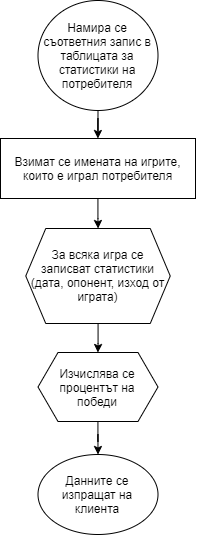 Намира се
съответния запис в
таблицата за
статистики на
потребителя
Взимат се имената на игрите,
които е играл потребителя
За всяка игра се
записват статистики
(дата, опонент, изход от
играта)
Изчислява се
процентът на
победи
Данните се
изпращат на
клиента